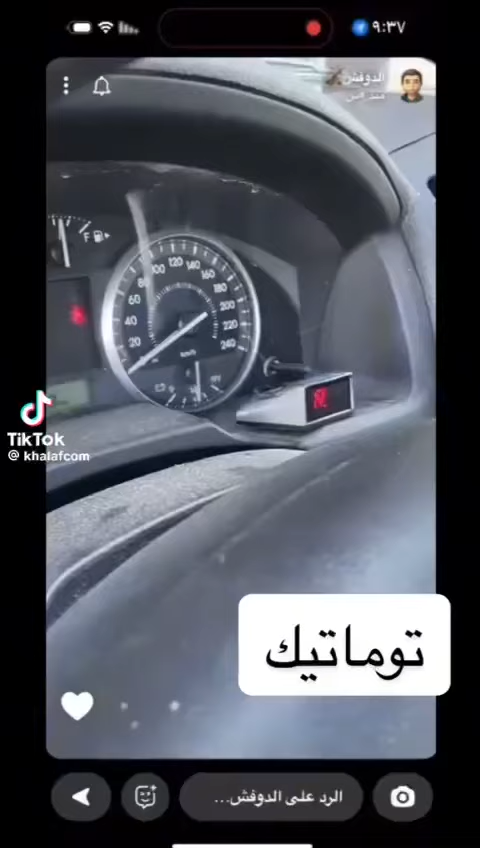 ٩:٣٧
الدوفش
F
100 120 140
80 160
60 180
40 200
20 220
240
km/h
TikTok
@ khalafcom
توماتيك
الرد على الدوفش...